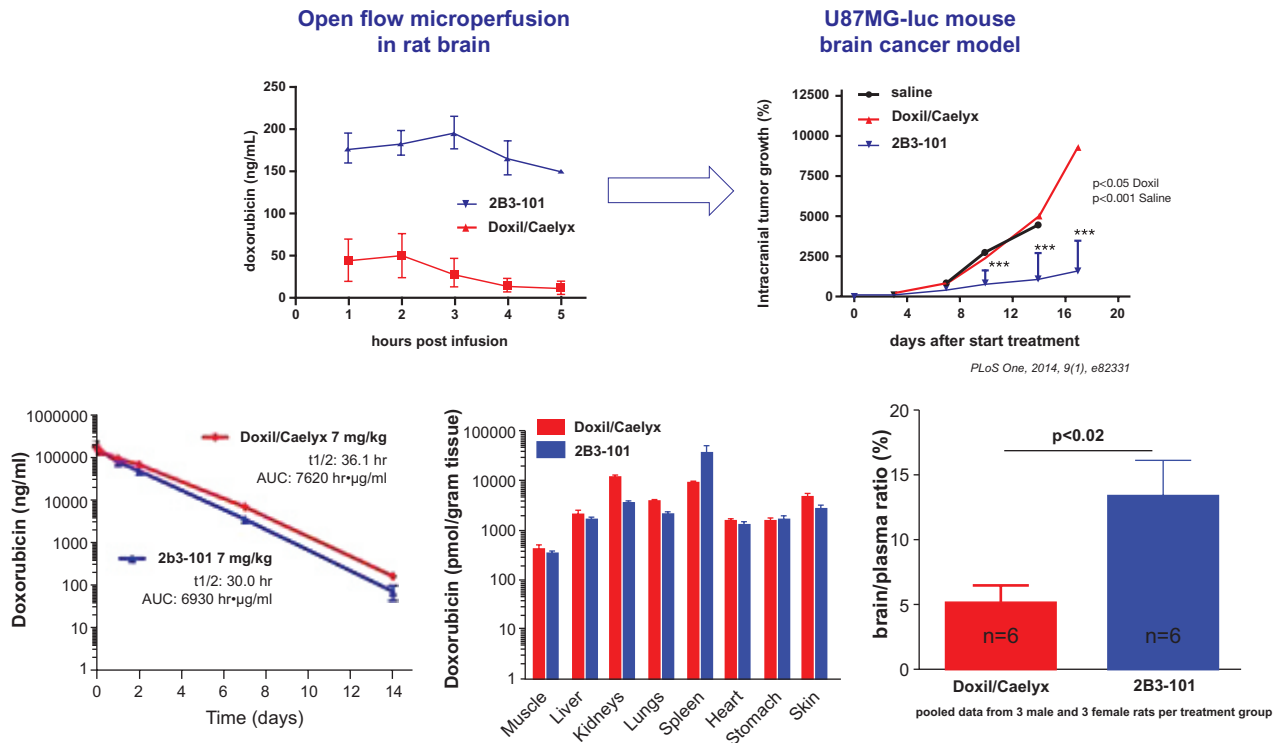 Open flow microperfusion
in rat brain
250
200
150
100
50
0
doxorubicin (ng/mL)
2B3-101
Doxil/Caelyx
1 2 3 4 5
hours post infusion
U87MG-luc mouse
brain cancer model
12500
10000
7500
5000
2500
0
Intracranial tumor growth (%)
saline
Doxil/Caelyx
2B3-101
p<0.05 Doxil
p<0.001 Saline
***
***
***
0 4 8 12 16 20
days after start treatment
PLoS One, 2014, 9(1), e82331
1000000
100000
10000
1000
100
10
1
Doxorubicin (ng/ml)
Doxil/Caelyx 7 mg/kg
t1/2: 36.1 hr
AUC: 7620 hr•µg/ml
2b3-101 7 mg/kg
t1/2: 30.0 hr
AUC: 6930 hr•µg/ml
0 2 4 6 8 10 12 14
Time (days)
Doxorubicin (pmol/gram tissue)
100000
10000
1000
100
10
1
Doxil/Caelyx
2B3-101
Muscle
Liver
Kidneys
Lungs
Spleen
Heart
Stomach
Skin
brain/plasma ratio (%)
20
15
10
5
0
p<0.02
n=6
n=6
Doxil/Caelyx
2B3-101
pooled data from 3 male and 3 female rats per treatment group